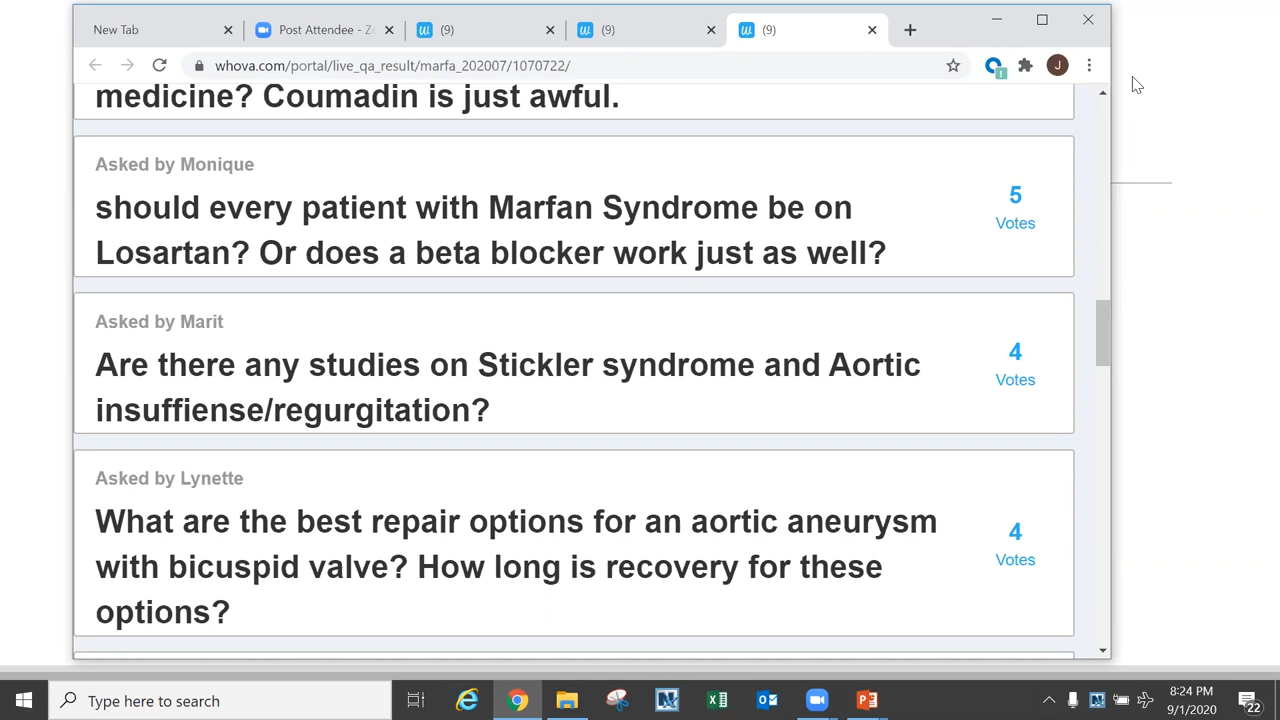 New Tab
Post Attendee - Z
(9)
(9)
(9)
whova.com/portal/live_qa_result/marfa_202007/1070722/
J
medicine? Coumadin is just awful.
Asked by Monique
should every patient with Marfan Syndrome be on
Losartan? Or does a beta blocker work just as well?
5
Votes
Asked by Marit
Are there any studies on Stickler syndrome and Aortic
insuffiense/regurgitation?
4
Votes
Asked by Lynette
What are the best repair options for an aortic aneurysm
with bicuspid valve? How long is recovery for these
options?
4
Votes
Type here to search
8:24 PM
9/1/2020
22